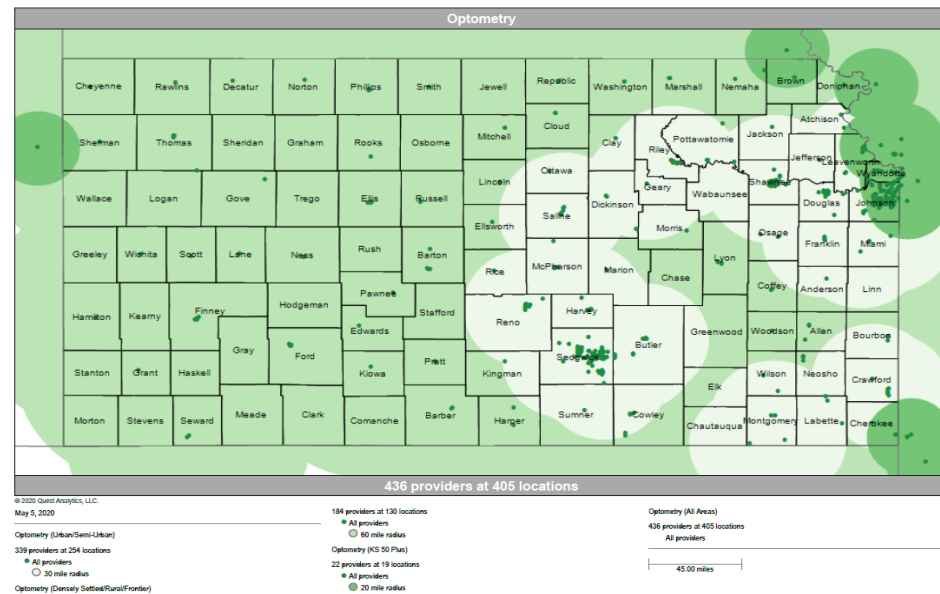 Optometry
Cheyenne Rawlins Decatur Norton Phillips Smith Jewell Republic Washington Marshall Nemaha Brown Doniphan
Atchison
Sherman Thomas Sheridan Graham Rooks Osborne Mitchell Cloud Clay Riley Pottawatomie Jackson Jefferson Leavenworth
Wyandotte
Wallace Logan Gove Trego Ellis Russell Lincoln Ottawa Saline Dickinson Geary Wabaunsee Shawnee Douglas Johnson
Greeley Wichita Scott Lane Ness Rush Barton Ellsworth Rice McPherson Marion Morris Chase Lyon Osage Franklin Miami
Hamilton Kearny Finney Hodgeman Pawnee Stafford Reno Harvey Coffey Anderson Linn
Gray Ford Edwards Sedgwick Butler Greenwood Woodson Allen Bourbon
Stanton Grant Haskell Kiowa Pratt Kingman Elk Wilson Neosho Crawford
Morton Stevens Seward Meade Clark Comanche Barber Harper Sumner Cowley Chautauqua Montgomery Labette Cherokee
436 providers at 405 locations
© 2020 Quest Analytics, LLC.
May 5, 2020
Optometry (Urban/Semi-Urban)
339 providers at 254 locations
All providers
30 mile radius
Optometry (Densely Settled/Rural/Frontier)
184 providers at 130 locations
All providers
60 mile radius
Optometry (KS 50 Plus)
22 providers at 19 locations
All providers
20 mile radius
Optometry (All Areas)
436 providers at 405 locations
All providers
45.00 miles